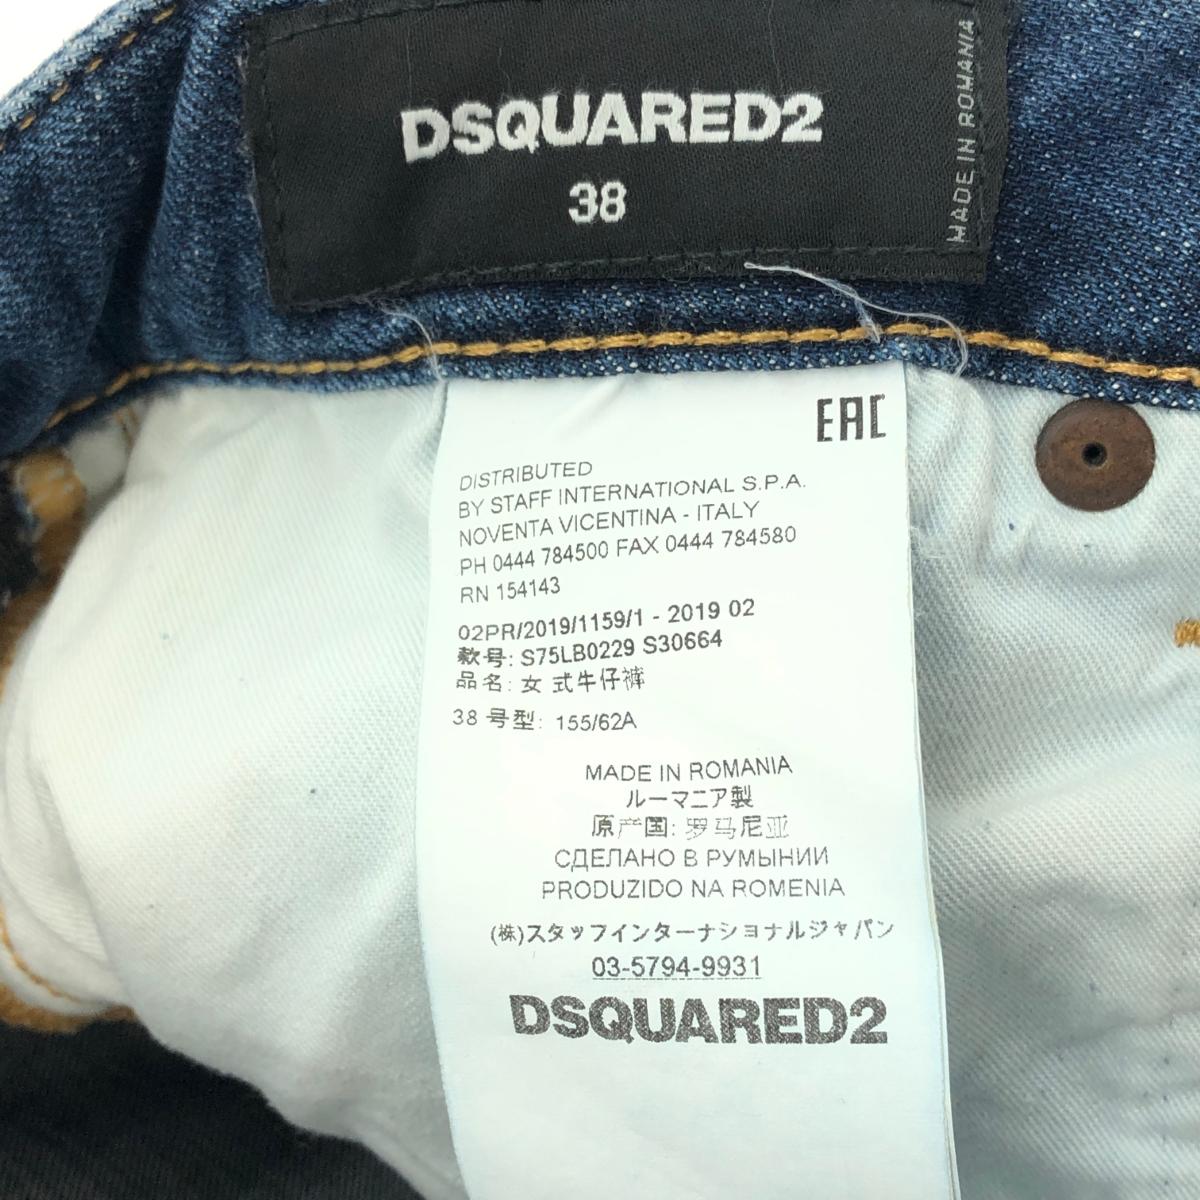 DSQUARED2
38
MADE IN ROMANIA
EAC
DISTRIBUTED
BY STAFF INTERNATIONAL S.P.A.
NOVENTA VICENTINA - ITALY
PH 0444 784500 FAX 0444 784580
RN 154143
02PR/2019/1159/1 - 2019 02
款号: S75LB0229 S30664
品名: 女 式牛仔裤
38 号型: 155/62A
MADE IN ROMANIA
ルーマニア製
原产国: 罗马尼亚
СДЕЛАНО В РУМЫНИИ
PRODUZIDO NA ROMENIA
(株)スタッフインターナショナルジャパン
03-5794-9931
DSQUARED2